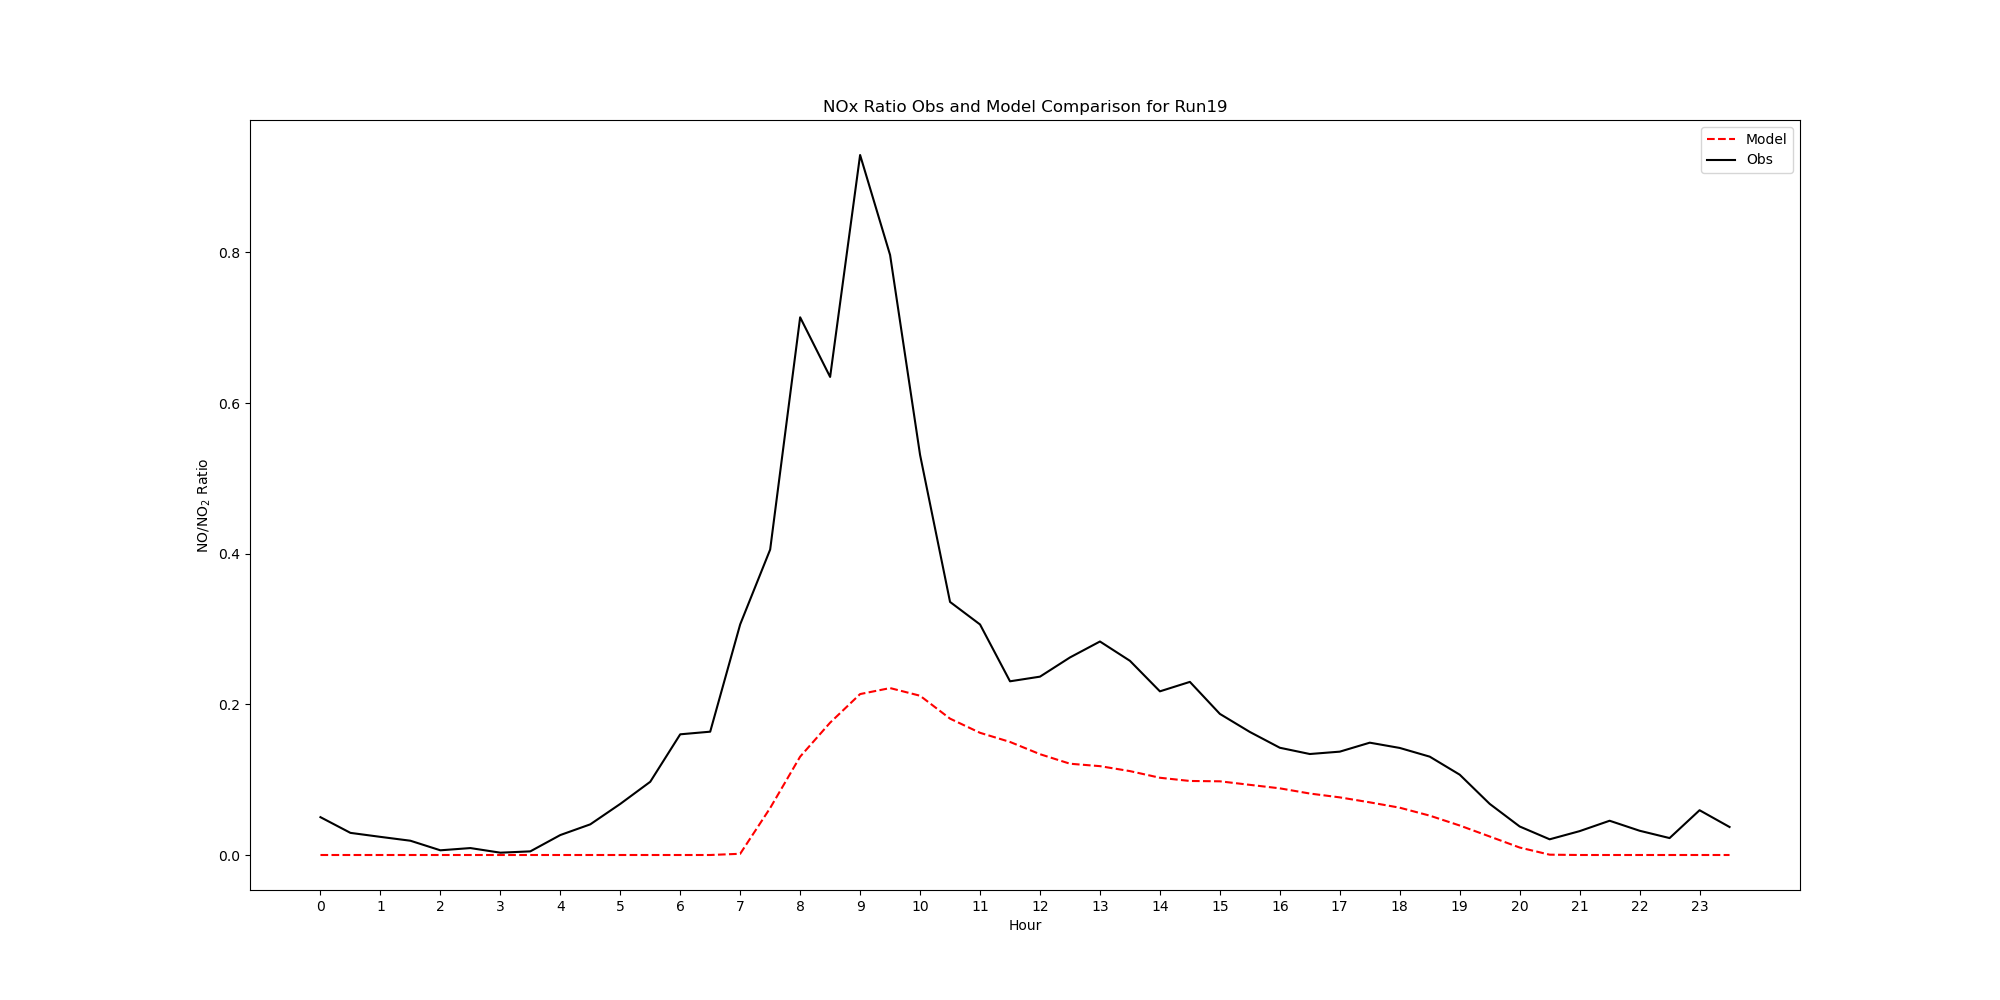 NOx Ratio Obs and Model Comparison for Run19
Model
Obs
NO/NO₂ Ratio
0.8
0.6
0.4
0.2
0.0
0 1 2 3 4 5 6 7 8 9 10 11 12 13 14 15 16 17 18 19 20 21 22 23
Hour